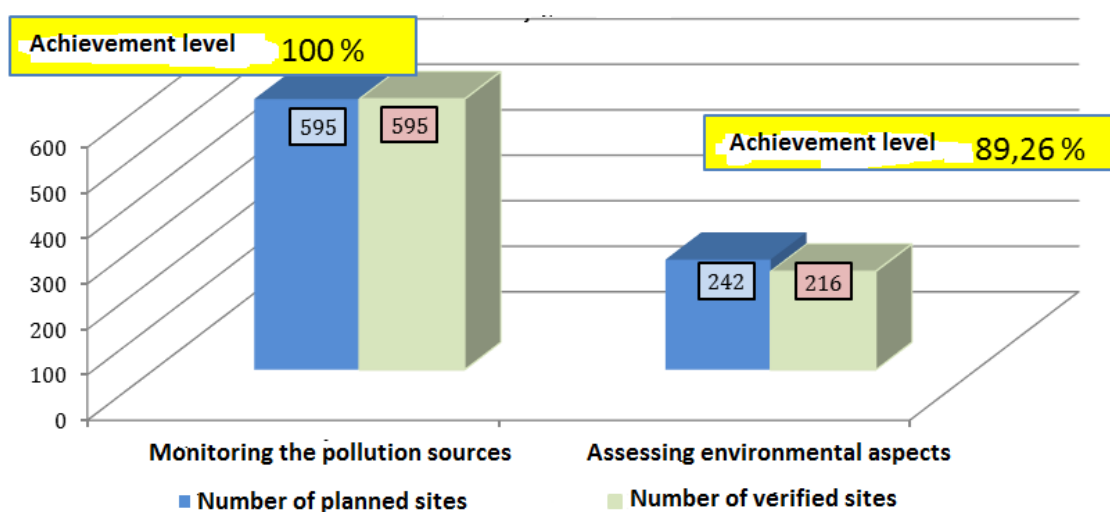 Achievement level 100 %
595 595
Achievement level 89,26 %
600
500
400
300
200
100
0
242 216
Monitoring the pollution sources
Assessing environmental aspects
Number of planned sites
Number of verified sites